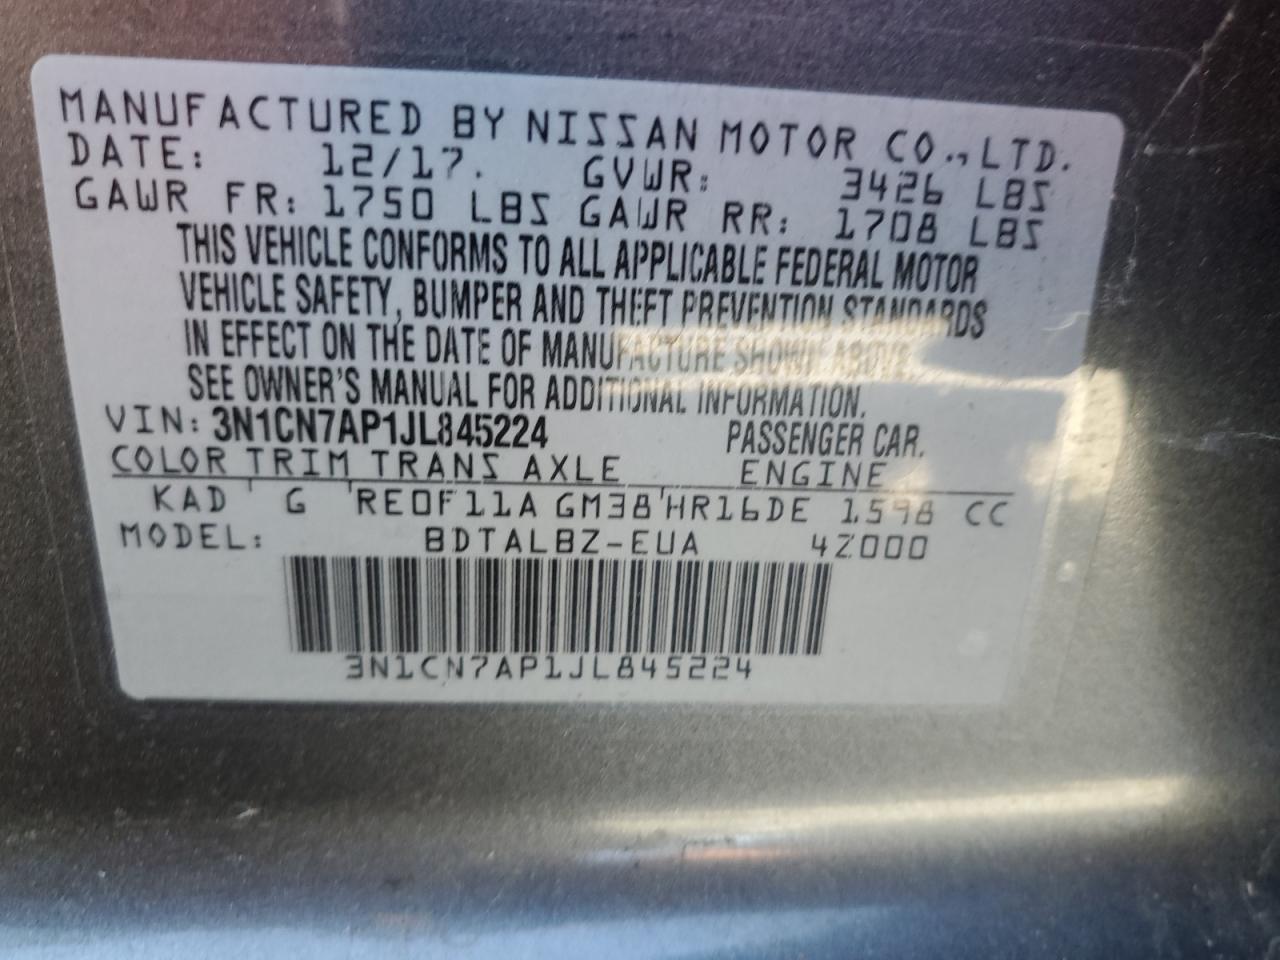 MANUFACTURED BY NISSAN MOTOR CO.,LTD.
DATE: 12/17. GVWR: 3426 LBS
GAWR FR: 1750 LBS GAWR RR: 1708 LBS
THIS VEHICLE CONFORMS TO ALL APPLICABLE FEDERAL MOTOR
VEHICLE SAFETY, BUMPER AND THEFT PREVENTION STANDARDS
IN EFFECT ON THE DATE OF MANUFACTURE SHOWN ABOVE.
SEE OWNER'S MANUAL FOR ADDITIONAL INFORMATION.
VIN: 3N1CN7AP1JL845224 PASSENGER CAR.
COLOR TRIM TRANS AXLE ENGINE
KAD G RE0F11A GM38 HR16DE 1598 CC
MODEL: BDTALBZ-EUA 4Z000
3N1CN7AP1JL845224